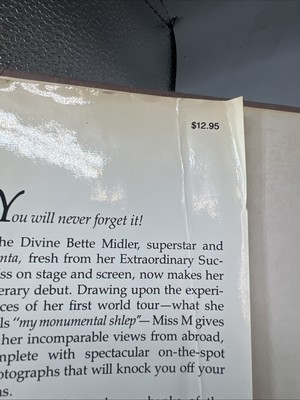 $12.95
You will never forget it!
he Divine Bette Midler, superstar and
nta, fresh from her Extraordinary Suc-
ss on stage and screen, now makes her
erary debut. Drawing upon the experi-
ces of her first world tour—what she
ls "my monumental shlep"—Miss M gives
her incomparable views from abroad,
mplete with spectacular on-the-spot
otographs that will knock you off your
ns.